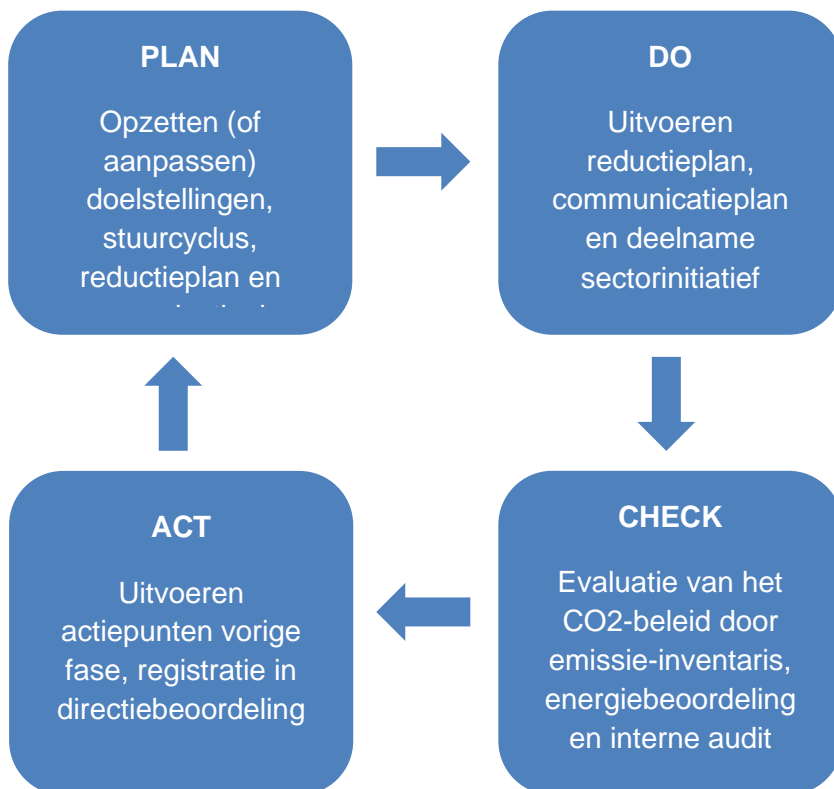 PLAN
Opzetten (of
aanpassen)
doelstellingen,
stuurcyclus,
reductieplan en
DO
Uitvoeren
reductieplan,
communicatieplan
en deelname
sectorinitiatief
CHECK
Evaluatie van het
CO2-beleid door
emissie-inventaris,
energiebeoordeling
en interne audit
ACT
Uitvoeren
actiepunten vorige
fase, registratie in
directiebeoordeling